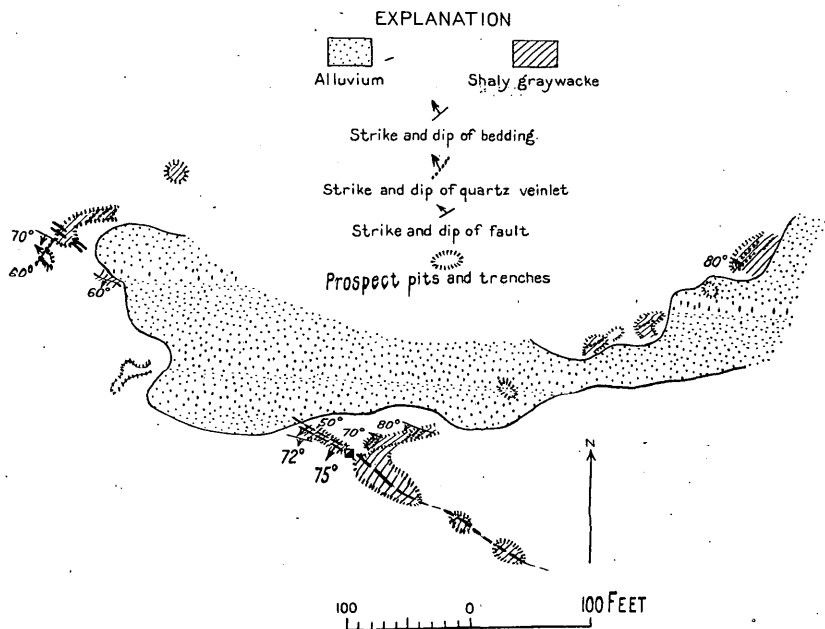 EXPLANATION
Alluvium
Shaly graywacke
Strike and dip of bedding.
Strike and dip of quartz veinlet
Strike and dip of fault
Prospect pits and trenches
70°
60°
60°
80°
50°
70°
80°
72°
75°
N
100 0 100 FEET